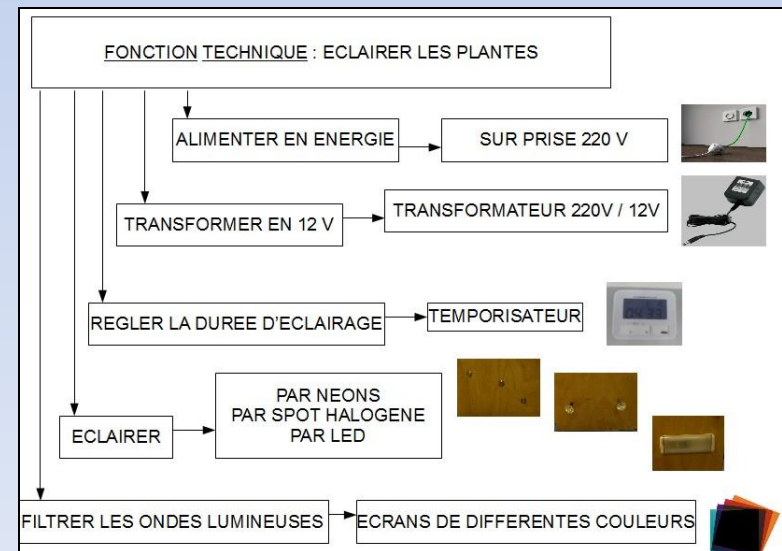 FONCTION TECHNIQUE : ECLAIRER LES PLANTES
ALIMENTER EN ENERGIE
SUR PRISE 220 V
TRANSFORMER EN 12 V
TRANSFORMATEUR 220V / 12V
REGLER LA DUREE D'ECLAIRAGE
TEMPORISATEUR
04:33
ECLAIRER
PAR NEONS
PAR SPOT HALOGENE
PAR LED
FILTRER LES ONDES LUMINEUSES
ECRANS DE DIFFERENTES COULEURS